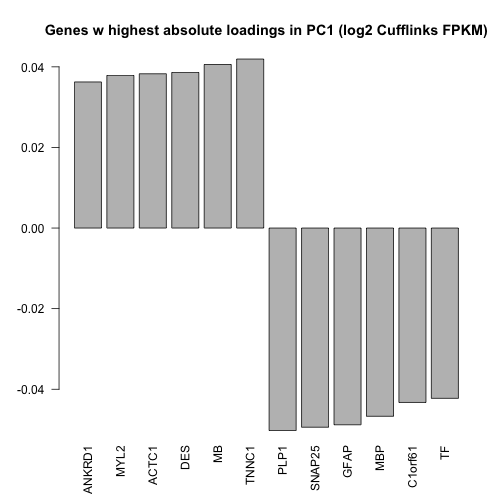 Genes w highest absolute loadings in PC1 (log2 Cufflinks FPKM)
0.04
0.02
0.00
-0.02
-0.04
ANKRD1
MYL2
ACTC1
DES
MB
TNNC1
PLP1
SNAP25
GFAP
MBP
C1orf61
TF